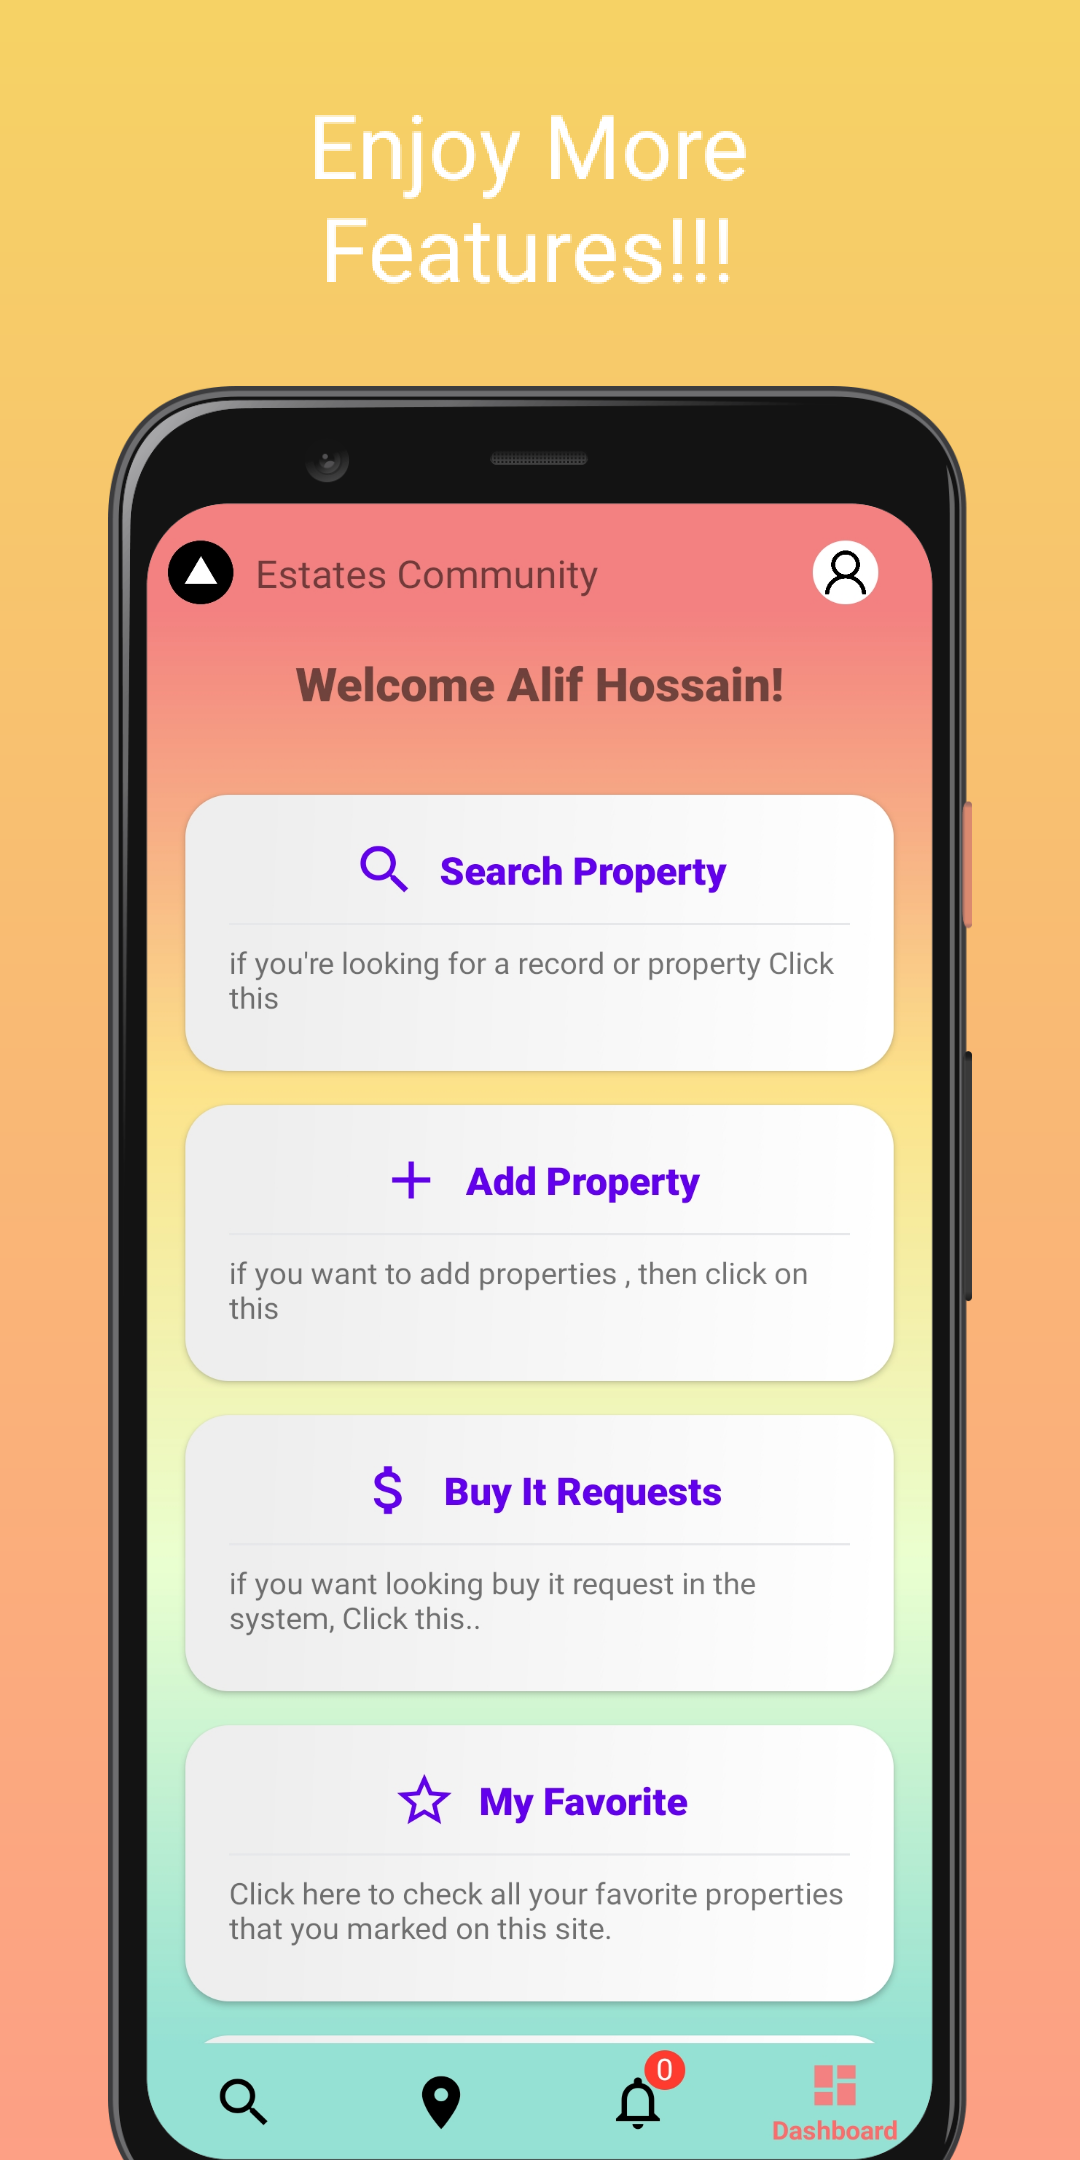 Enjoy More
Features!!!
Estates Community
Welcome Alif Hossain!
Search Property
if you're looking for a record or property Click
this
Add Property
if you want to add properties , then click on
this
Buy It Requests
if you want looking buy it request in the
system, Click this..
My Favorite
Click here to check all your favorite properties
that you marked on this site.
0
Dashboard